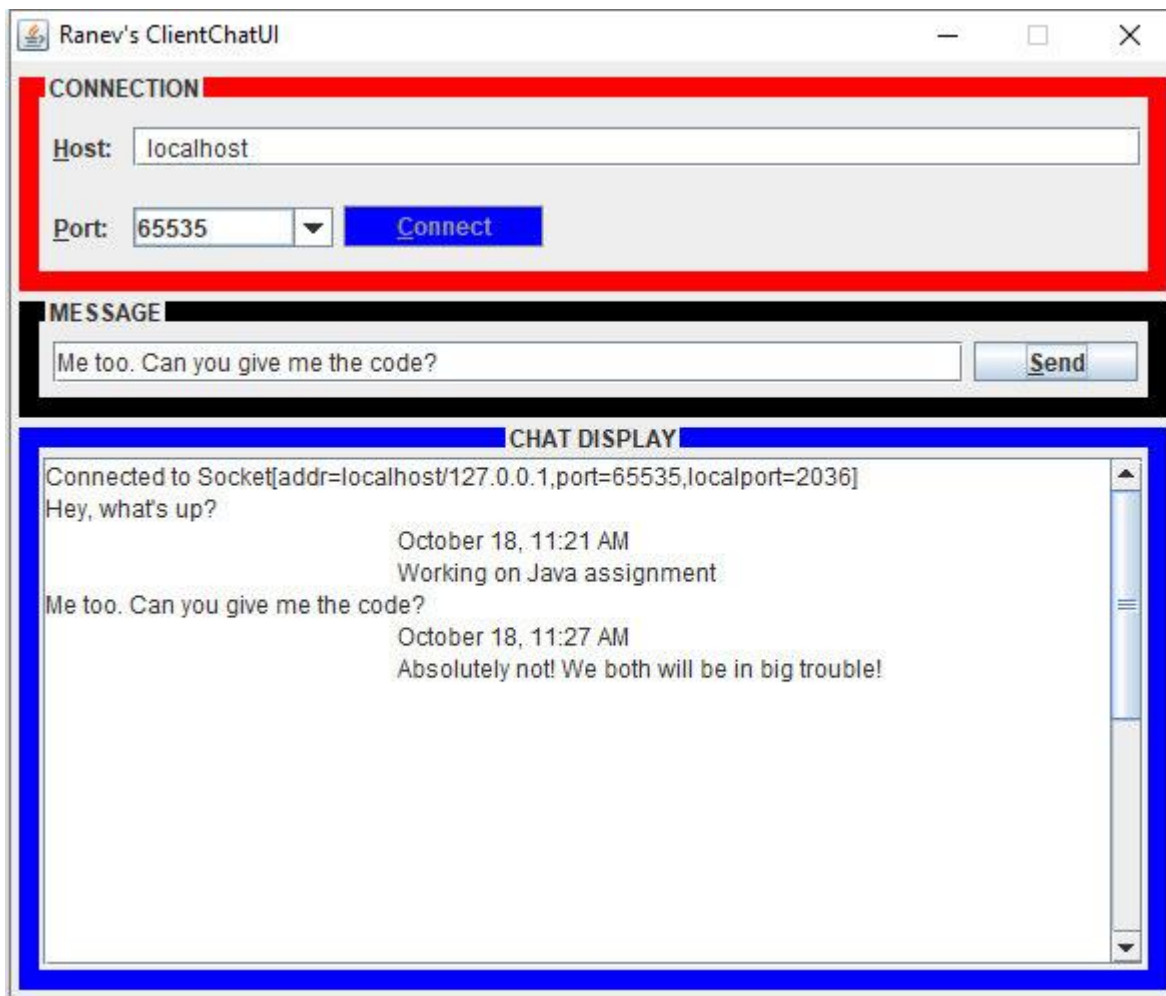 Ranev's ClientChatUI
CONNECTION
Host: localhost
Port: 65535 Connect
MESSAGE
Me too. Can you give me the code? Send
CHAT DISPLAY
Connected to Socket[addr=localhost/127.0.0.1,port=65535,localport=2036]
Hey, what's up?
October 18, 11:21 AM
Working on Java assignment
Me too. Can you give me the code?
October 18, 11:27 AM
Absolutely not! We both will be in big trouble!